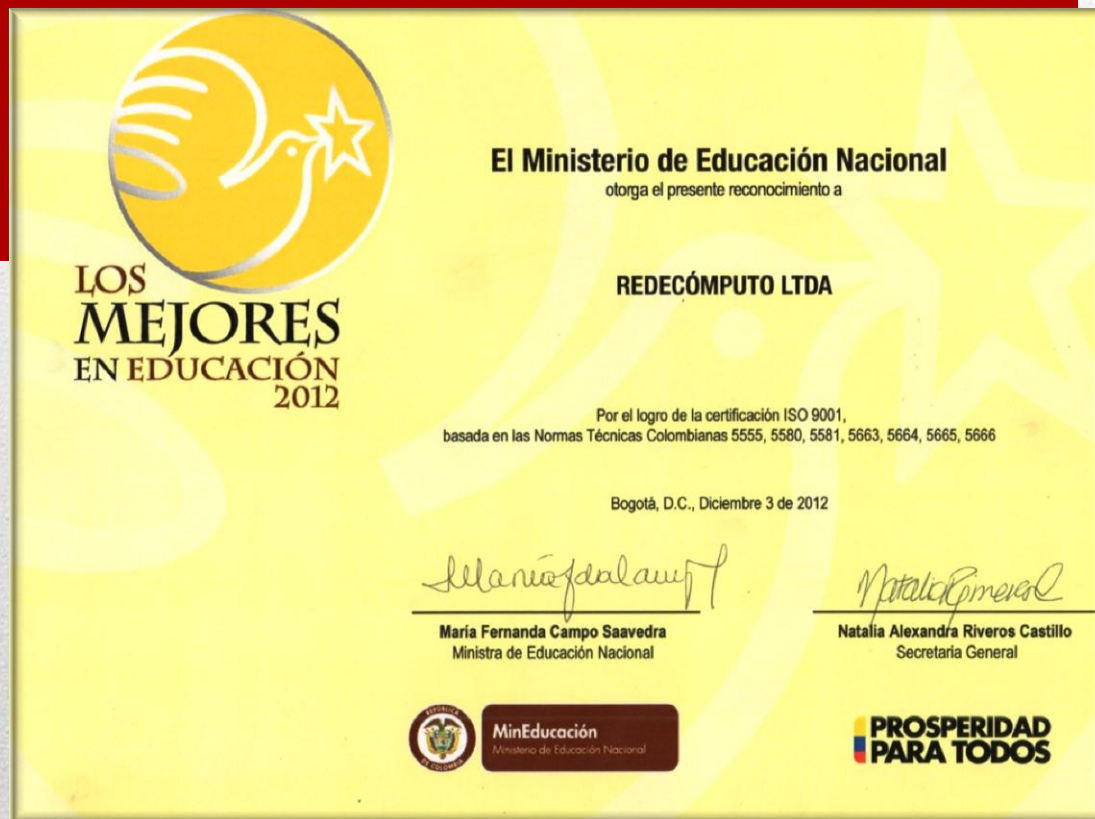 LOS
MEJORES
EN EDUCACIÓN
2012
El Ministerio de Educación Nacional
otorga el presente reconocimiento a
REDECÓMPUTO LTDA
Por el logro de la certificación ISO 9001,
basada en las Normas Técnicas Colombianas 5555, 5580, 5581, 5663, 5664, 5665, 5666
Bogotá, D.C., Diciembre 3 de 2012
María Fernanda Campo Saavedra
Ministra de Educación Nacional
Natalia Alexandra Riveros Castillo
Secretaria General
REPÚBLICA
DE COLOMBIA
MinEducación
Ministerio de Educación Nacional
PROSPERIDAD
PARA TODOS